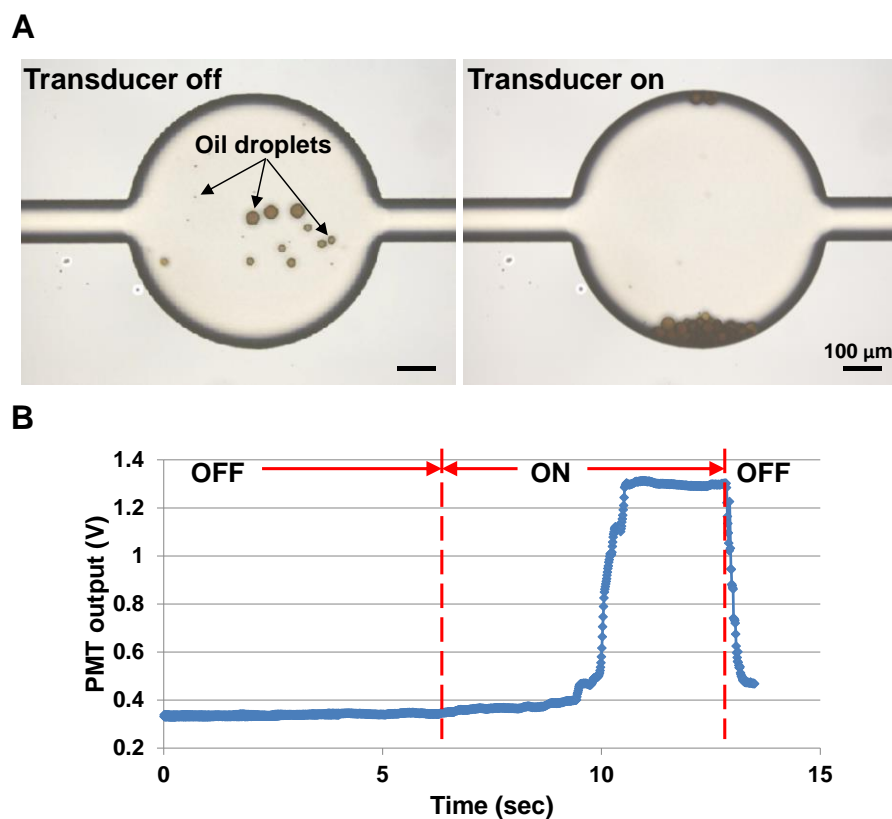 A
Transducer off
Oil droplets
Transducer on
100 μm
B
OFF
ON
OFF
1.4
1.2
1
0.8
0.6
0.4
0.2
0
5
10
15
PMT output (V)
Time (sec)